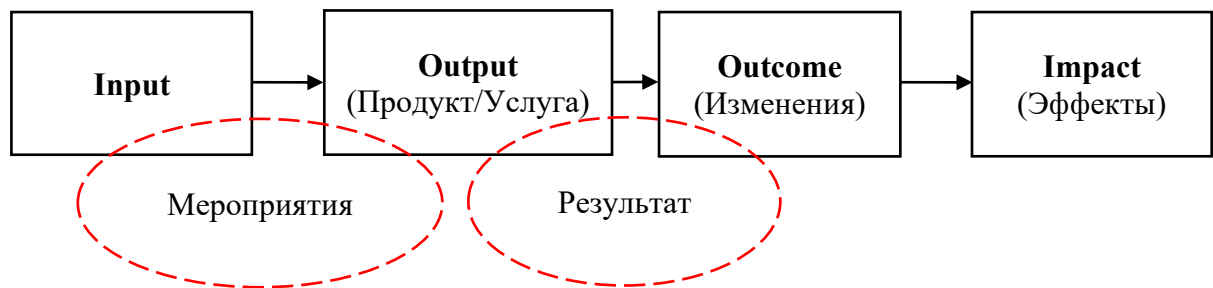 Input
Output
(Продукт/Услуга)
Outcome
(Изменения)
Impact
(Эффекты)
Мероприятия
Результат